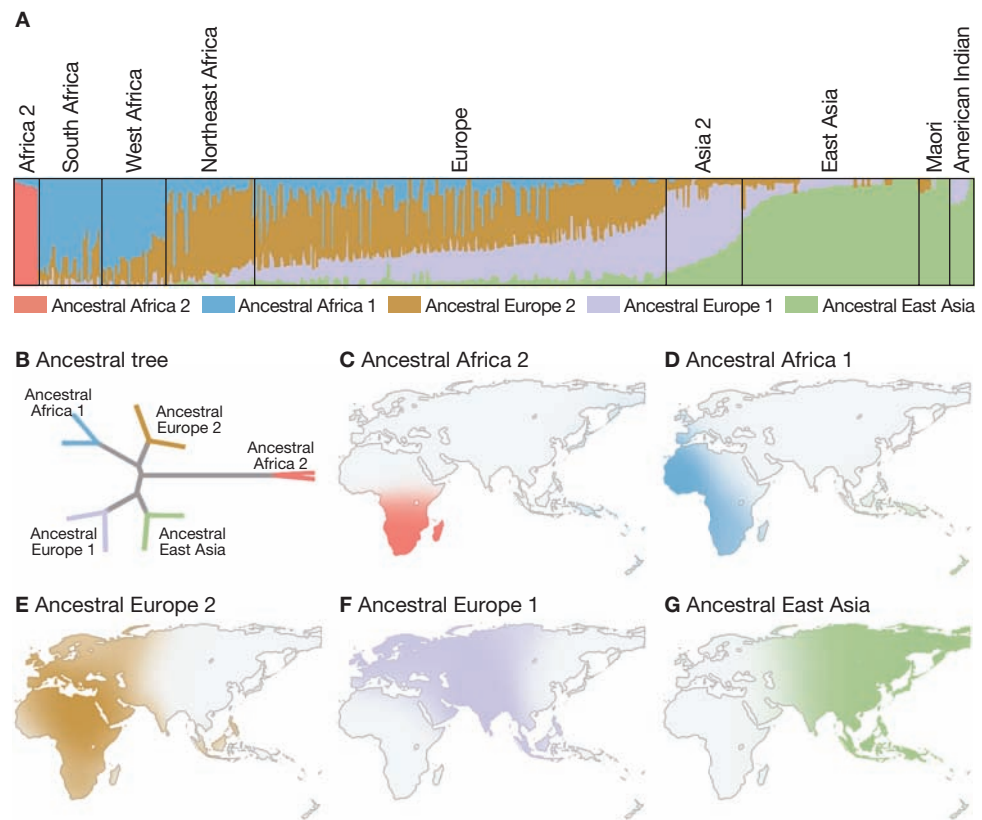 A
Africa 2
South Africa
West Africa
Northeast Africa
Europe
Asia 2
East Asia
Maori
American Indian
Ancestral Africa 2
Ancestral Africa 1
Ancestral Europe 2
Ancestral Europe 1
Ancestral East Asia
B Ancestral tree
Ancestral
Africa 1
Ancestral
Europe 2
Ancestral
Africa 2
Ancestral
Europe 1
Ancestral
East Asia
C Ancestral Africa 2
D Ancestral Africa 1
E Ancestral Europe 2
F Ancestral Europe 1
G Ancestral East Asia